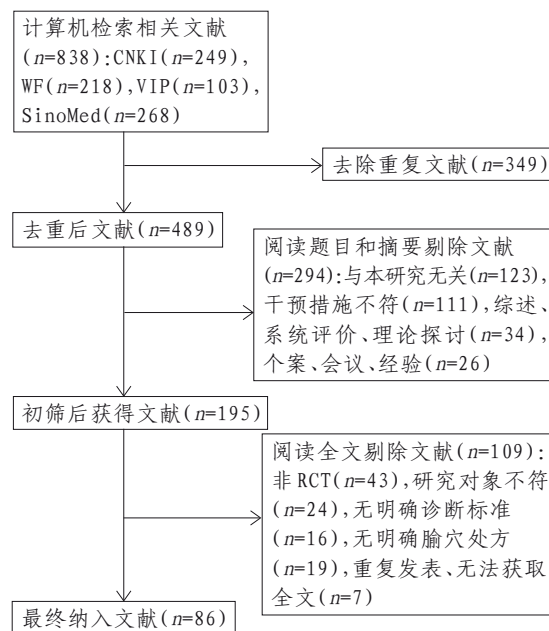 计算机检索相关文献
(n=838):CNKI(n=249),
WF(n=218),VIP(n=103),
SinoMed(n=268)
去除重复文献(n=349)
去重后文献(n=489)
阅读题目和摘要剔除文献
(n=294):与本研究无关(n=123),
干预措施不符(n=111),综述、
系统评价、理论探讨(n=34),
个案、会议、经验(n=26)
初筛后获得文献(n=195)
阅读全文剔除文献(n=109):
非RCT(n=43),研究对象不符
(n=24),无明确诊断标准
(n=16),无明确腧穴处方
(n=19),重复发表、无法获取
全文(n=7)
最终纳入文献(n=86)